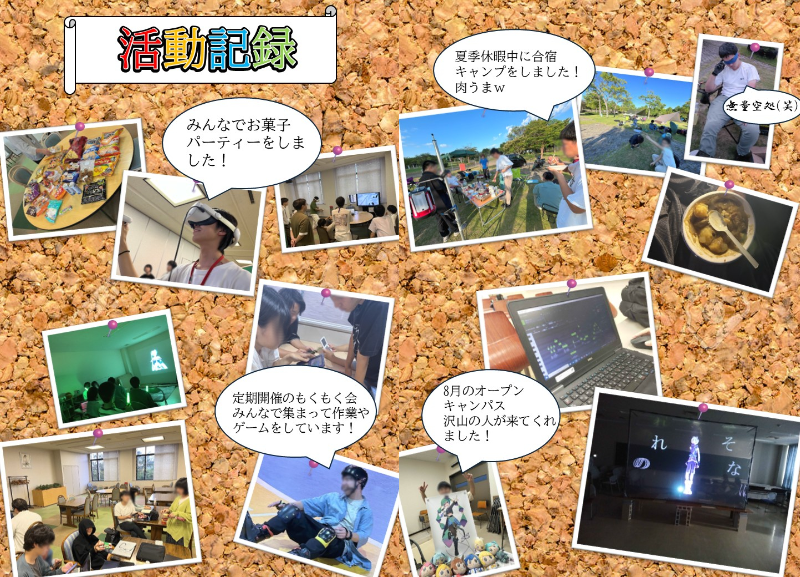 活動記録
みんなでお菓子
パーティーをしま
した！
夏季休暇中に合宿
キャンプをしました！
肉うまｗ
無量空処(笑)
定期開催のもくもく会
みんなで集まって作業や
ゲームをしています！
8月のオープン
キャンパス
沢山の人が来てくれ
ました！
そ
な
れ
の